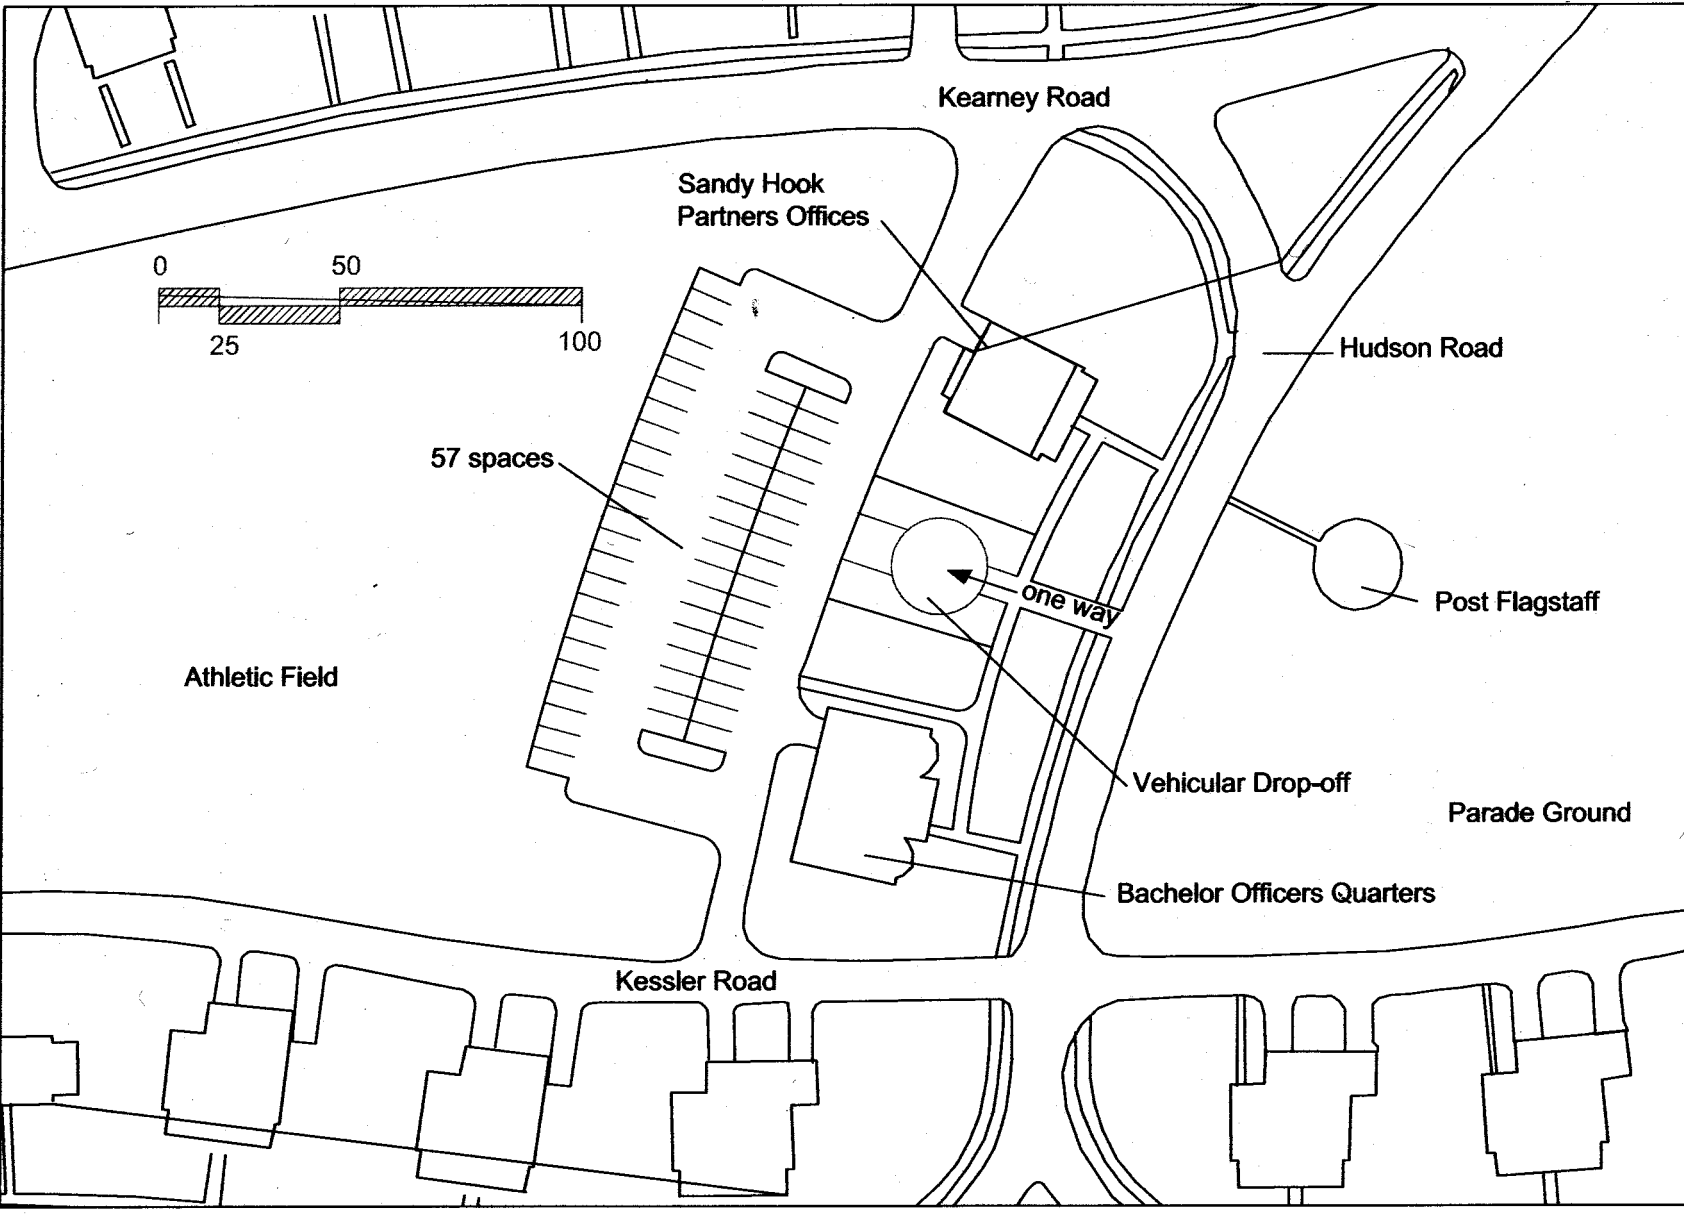 Kearney Road
Sandy Hook
Partners Offices
0 50
25 100
Hudson Road
57 spaces
one way
Post Flagstaff
Athletic Field
Vehicular Drop-off
Parade Ground
Bachelor Officers Quarters
Kessler Road